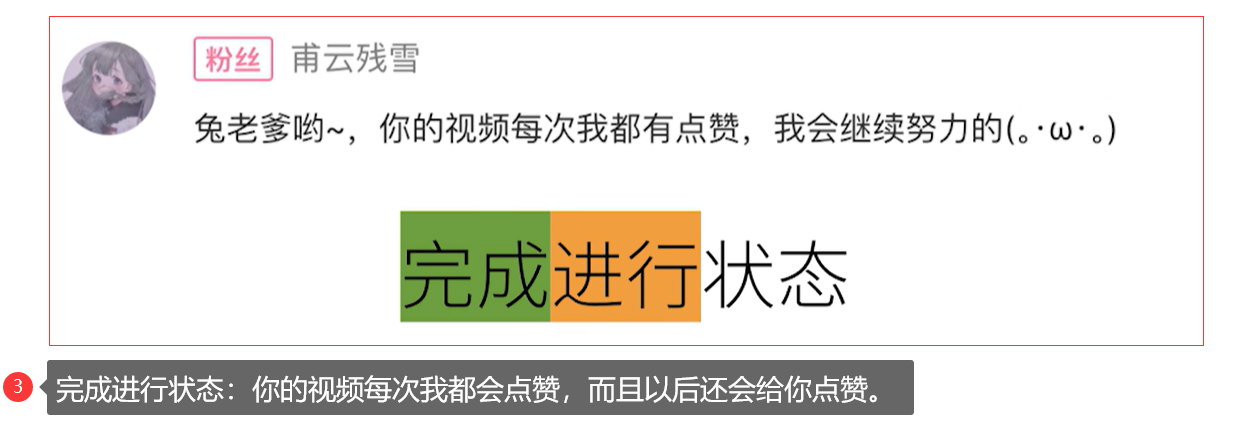 粉丝 甫云残雪
兔老爹哟~，你的视频每次我都有点赞，我会继续努力的(｡·ω·｡)
完成进行状态
3 完成进行状态：你的视频每次我都会点赞，而且以后还会给你点赞。